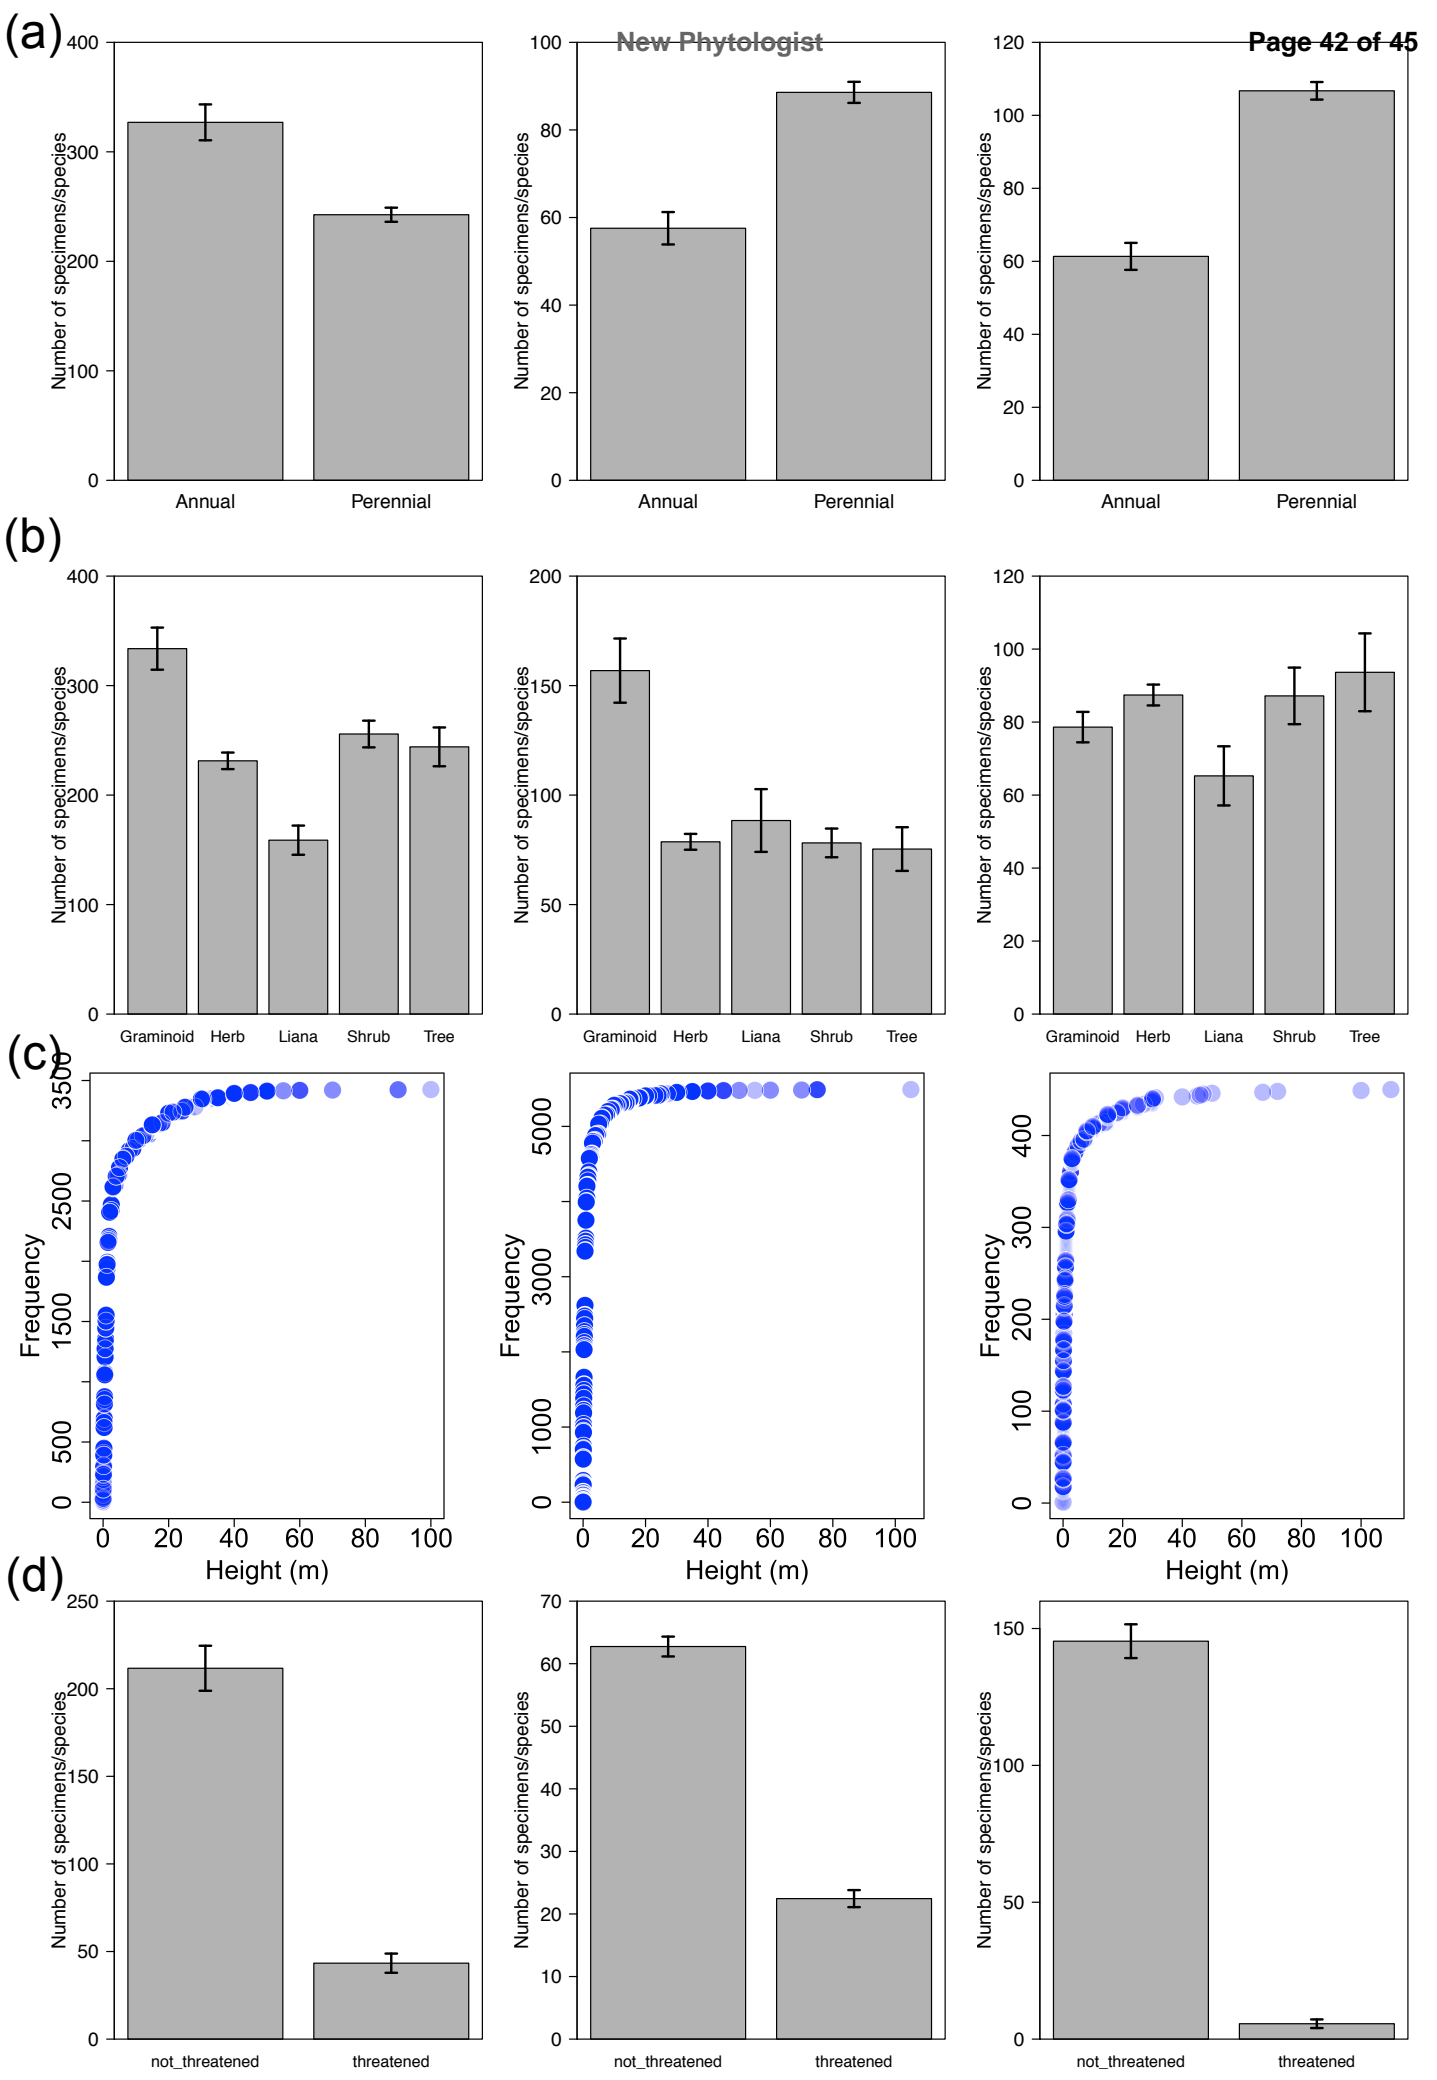 New Phytologist
Page 42 of 45
(a)
Number of specimens/species
0
100
200
300
400
Annual
Perennial
Number of specimens/species
0
20
40
60
80
100
Annual
Perennial
Number of specimens/species
0
20
40
60
80
100
120
Annual
Perennial
(b)
Number of specimens/species
0
100
200
300
400
Graminoid Herb Liana Shrub Tree
Number of specimens/species
0
50
100
150
200
Graminoid Herb Liana Shrub Tree
Number of specimens/species
0
20
40
60
80
100
120
Graminoid Herb Liana Shrub Tree
(c)
Frequency
0 500 1500 2500 3500
0 20 40 60 80 100
Height (m)
Frequency
0 1000 3000 5000
0 20 40 60 80 100
Height (m)
Frequency
0 100 200 300 400
0 20 40 60 80 100
Height (m)
(d)
Number of specimens/species
0
50
100
150
200
250
not_threatened
threatened
Number of specimens/species
0
10
20
30
40
50
60
70
not_threatened
threatened
Number of specimens/species
0
50
100
150
not_threatened
threatened